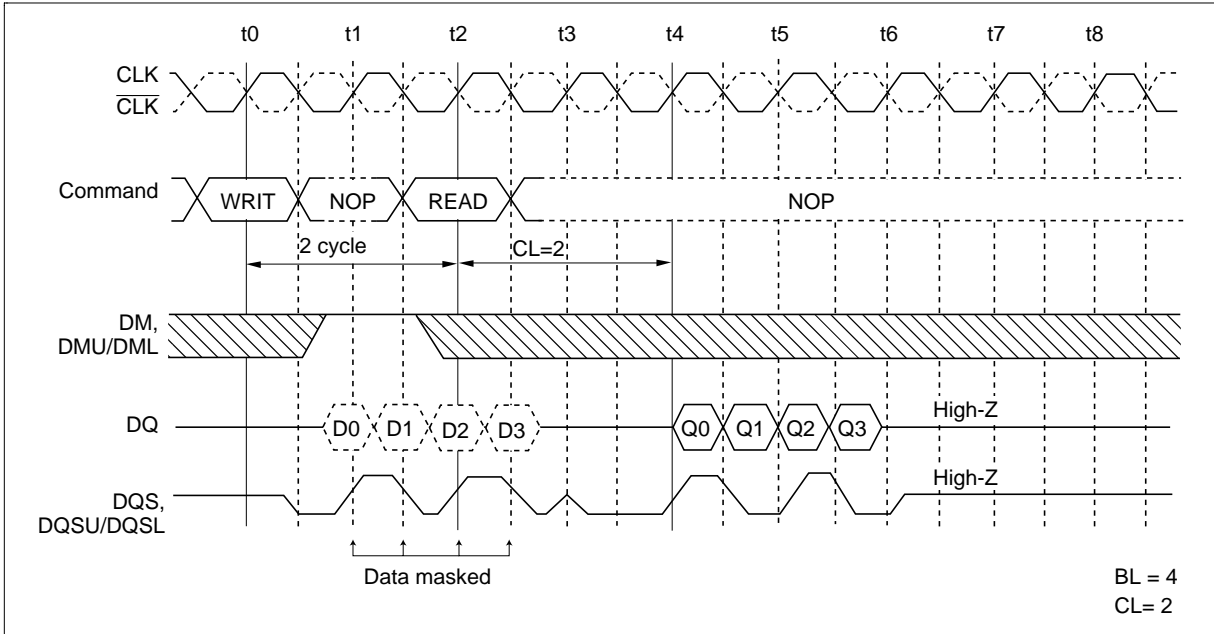 t0 t1 t2 t3 t4 t5 t6 t7 t8
CLK
CLK
Command
WRIT NOP READ NOP
2 cycle CL=2
DM,
DMU/DML
DQ D0 D1 D2 D3 Q0 Q1 Q2 Q3 High-Z
DQS,
DQSU/DQSL
High-Z
Data masked
BL = 4
CL= 2